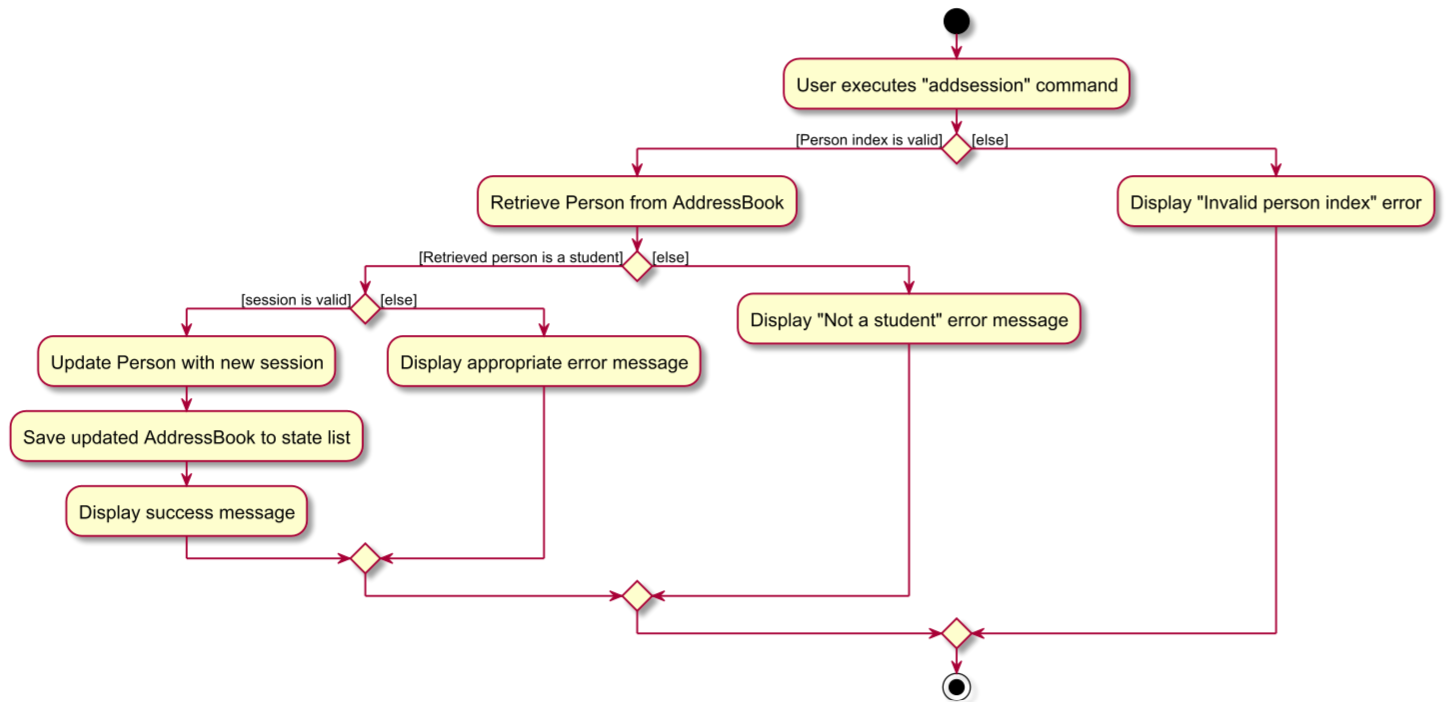 User executes "addsession" command
[Person index is valid]
[else]
Retrieve Person from AddressBook
Display "Invalid person index" error
[Retrieved person is a student]
[else]
[session is valid]
[else]
Display "Not a student" error message
Update Person with new session
Display appropriate error message
Save updated AddressBook to state list
Display success message